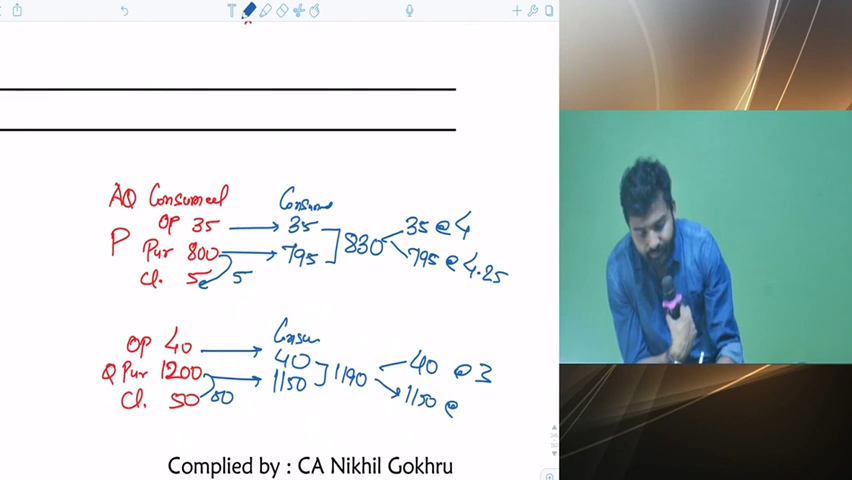 AQ Consumed
Consume
OP 35 → 35
35 @ 4
P Pur 800 → 795
830
795 @ 4.25
Cl. 5
5
Consu
OP 40 → 40
40 @ 3
Q Pur 1200 → 1150
1190
1150 @
Cl. 50
50
Complied by : CA Nikhil Gokhru